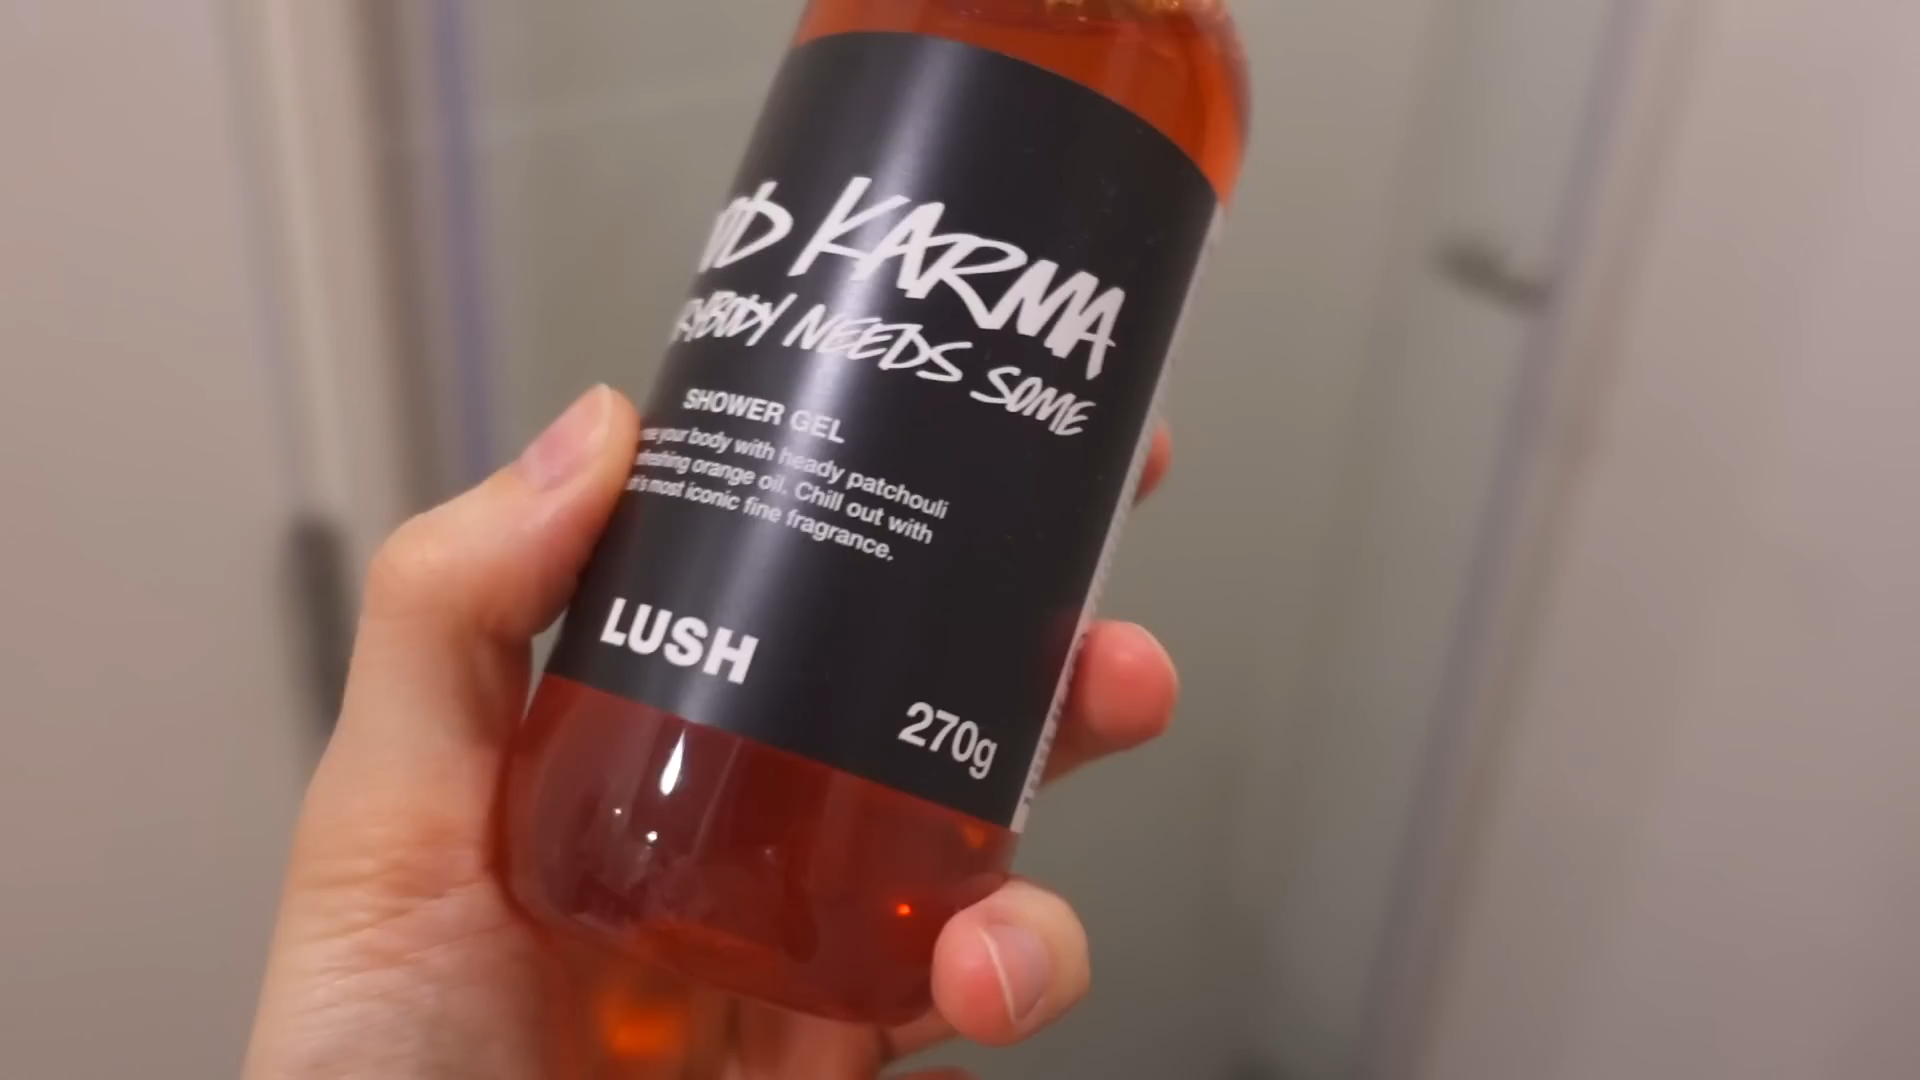 KARMA
NEEDS SOME
SHOWER GEL
your body with heady patchouli
orange oil. Chill out with
most iconic fine fragrance.
LUSH
270g